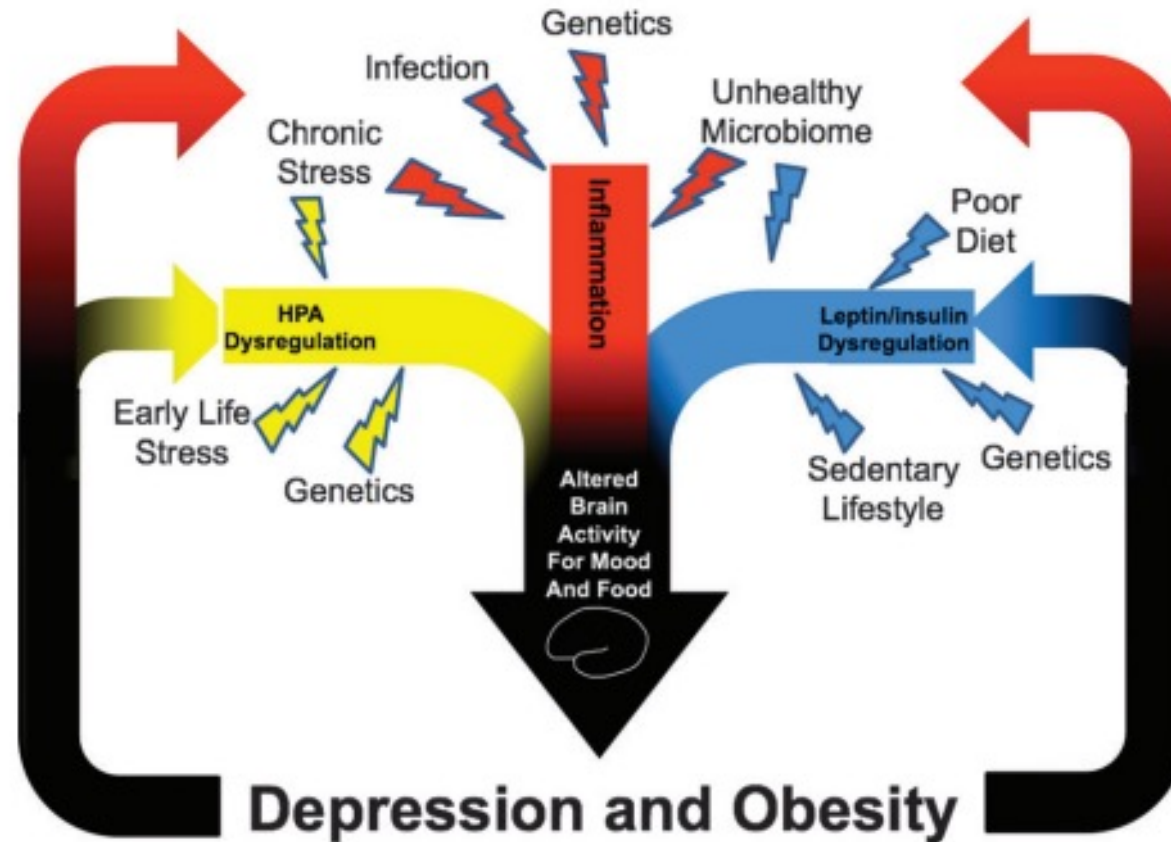 Genetics
Infection
Unhealthy
Microbiome
Chronic
Stress
Poor
Diet
Inflammation
HPA
Dysregulation
Leptin/insulin
Dysregulation
Early Life
Stress
Genetics
Sedentary
Lifestyle
Genetics
Altered
Brain
Activity
For Mood
And Food
Depression and Obesity